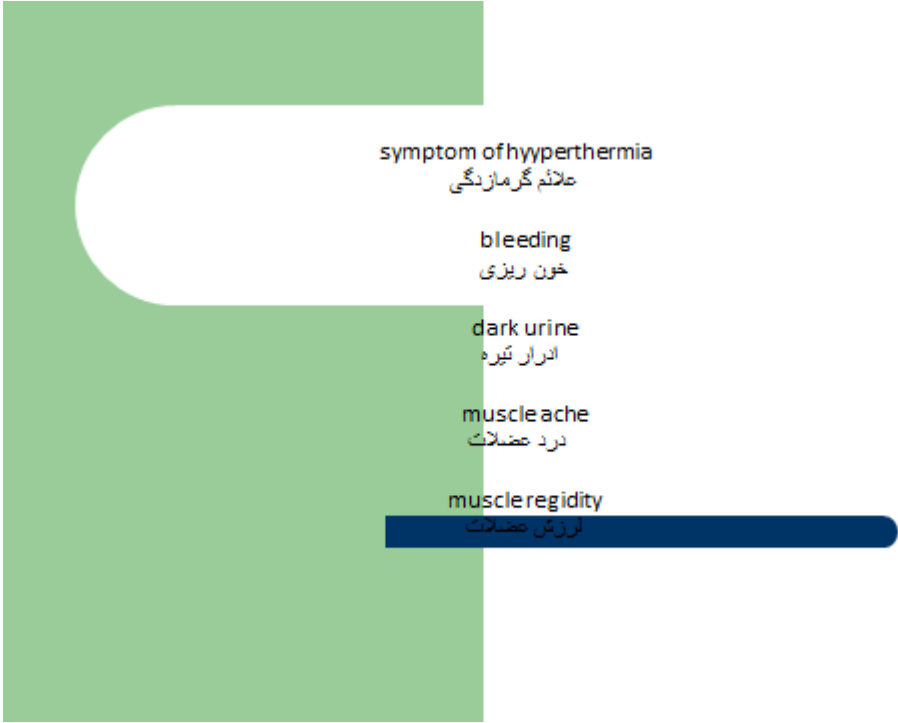 symptom of hyyperthermia
علائم گرمازدگی
bleeding
خون ریزی
dark urine
ادرار تیره
muscle ache
درد عضلات
muscle regidity
لرزش عضلات